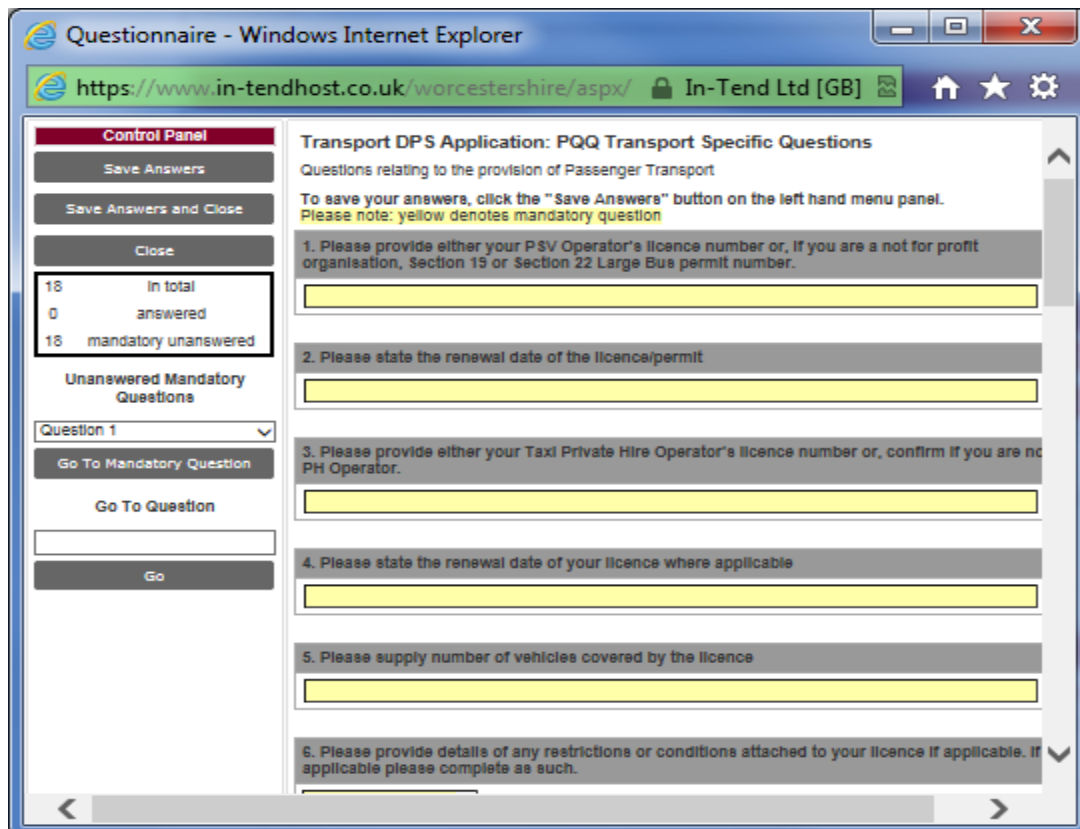 Questionnaire - Windows Internet Explorer
https://www.in-tendhost.co.uk/worcestershire/aspx/ In-Tend Ltd [GB]
Control Panel
Save Answers
Save Answers and Close
Close
18 in total
0 answered
18 mandatory unanswered
Unanswered Mandatory
Questions
Question 1
Go To Mandatory Question
Go To Question
Go
Transport DPS Application: PQQ Transport Specific Questions
Questions relating to the provision of Passenger Transport
To save your answers, click the "Save Answers" button on the left hand menu panel.
Please note: yellow denotes mandatory question
1. Please provide either your PSV Operator's licence number or, if you are a not for profit
organisation, Section 19 or Section 22 Large Bus permit number.
2. Please state the renewal date of the licence/permit
3. Please provide either your Taxi Private Hire Operator's licence number or, confirm if you are no
PH Operator.
4. Please state the renewal date of your licence where applicable
5. Please supply number of vehicles covered by the licence
6. Please provide details of any restrictions or conditions attached to your licence if applicable. If
applicable please complete as such.